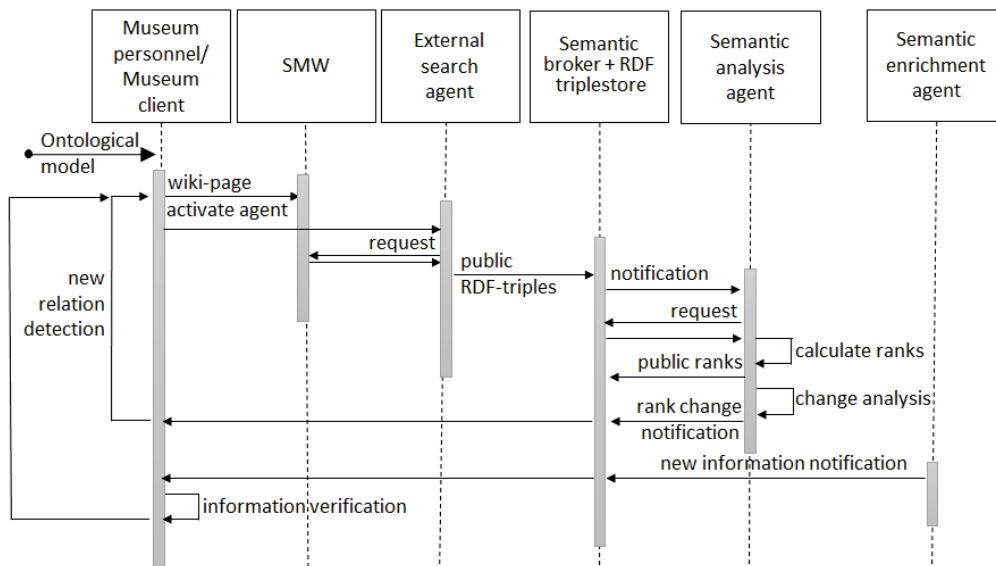 Museum
personnel/
Museum
client
SMW
External
search
agent
Semantic
broker + RDF
triplestore
Semantic
analysis
agent
Semantic
enrichment
agent
Ontological
model
wiki-page
activate agent
request
public
RDF-triples
notification
request
new
relation
detection
calculate ranks
public ranks
change analysis
rank change
notification
new information notification
information verification